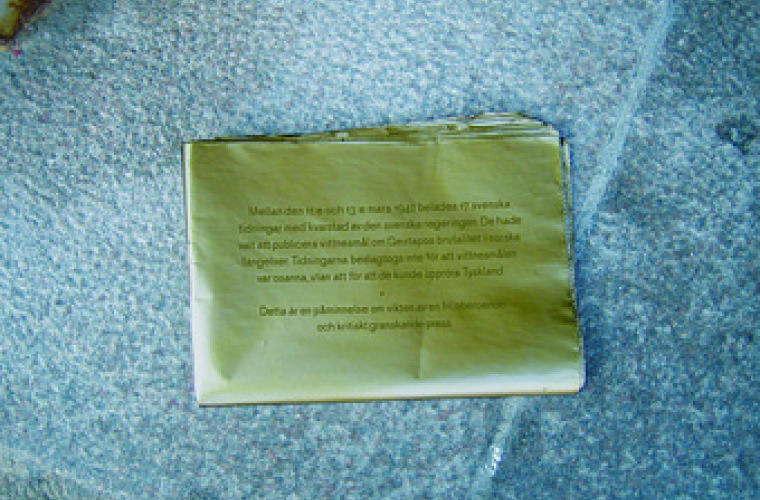 Mellan den 11:e och 13:e mars 1942 belades 17 svenska
tidningar med kvarstad av den svenska regeringen. De hade
valt att publicera vittnesmål om Gestapos brutalitet i norska
fängelser. Tidningarna beslagtogs inte för att vittnesmålen
var osanna, utan att för att de kunde uppröra Tyskland.
Detta är en påminnelse om vikten av en fri, oberoende
och kritiskt granskande press.